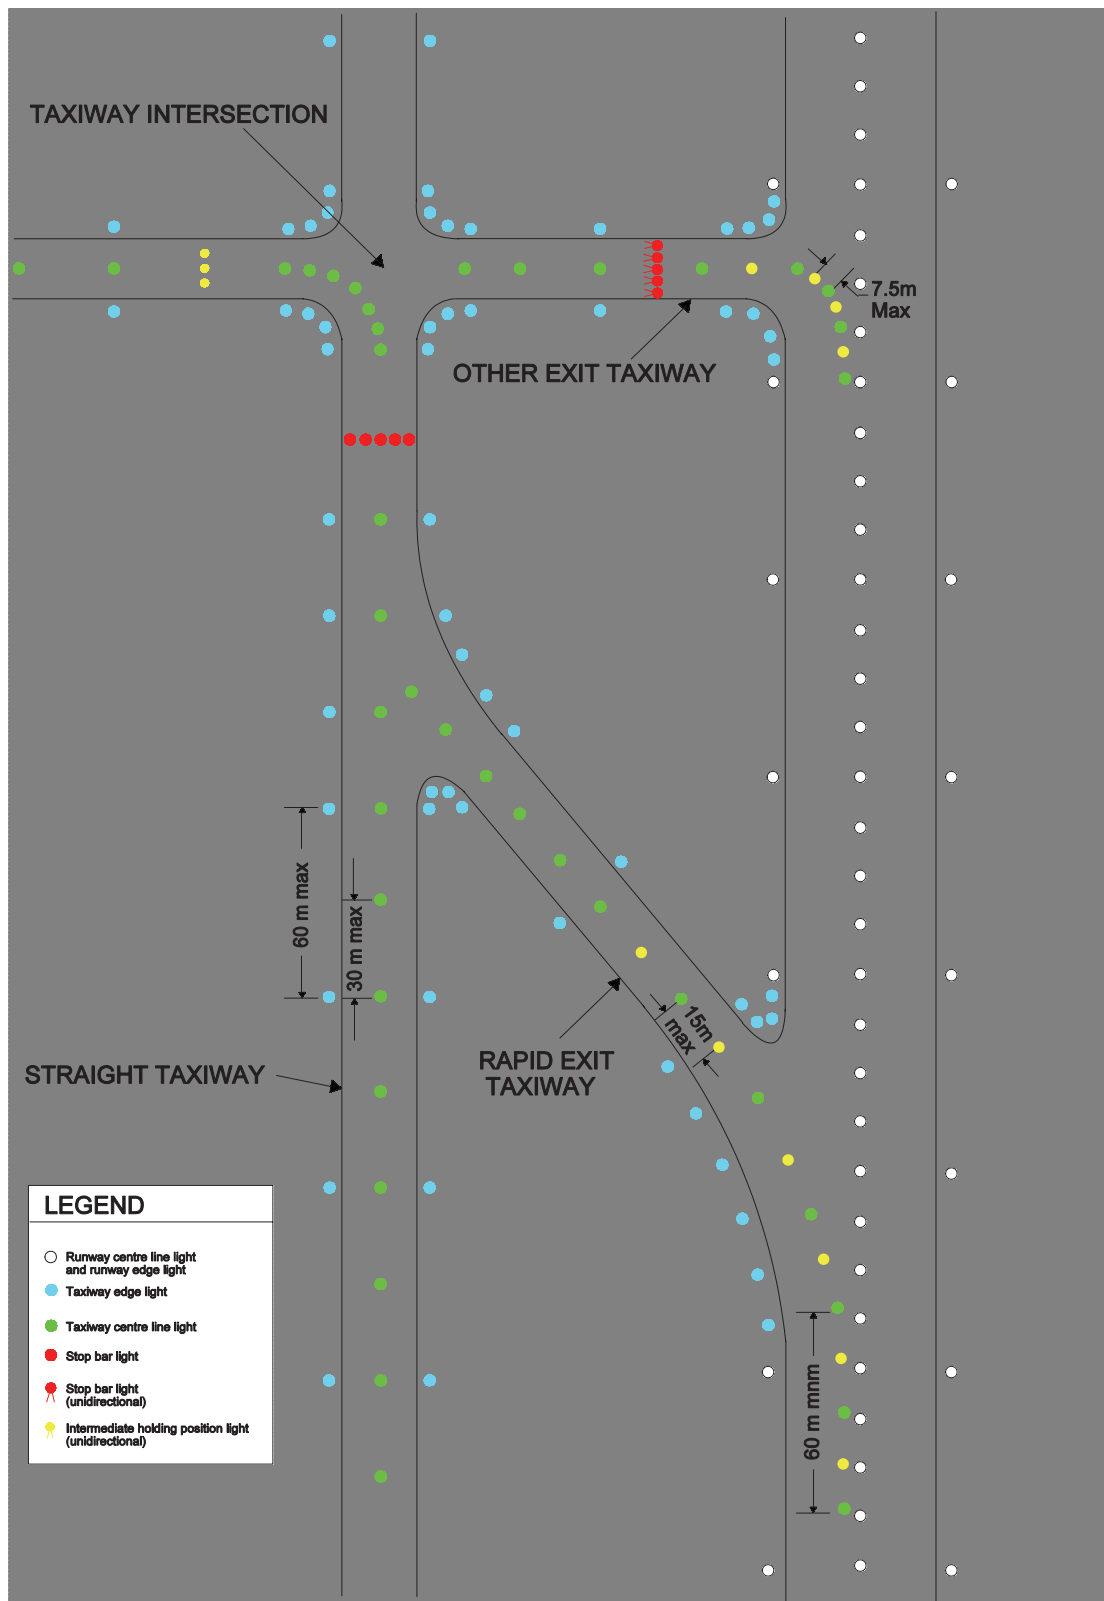 TAXIWAY INTERSECTION
7.5m
Max
OTHER EXIT TAXIWAY
60 m max
30 m max
15m
max
RAPID EXIT
TAXIWAY
STRAIGHT TAXIWAY
LEGEND
Runway centre line light
and runway edge light
Taxiway edge light
Taxiway centre line light
Stop bar light
Stop bar light
(unidirectional)
Intermediate holding position light
(unidirectional)
60 m mnm